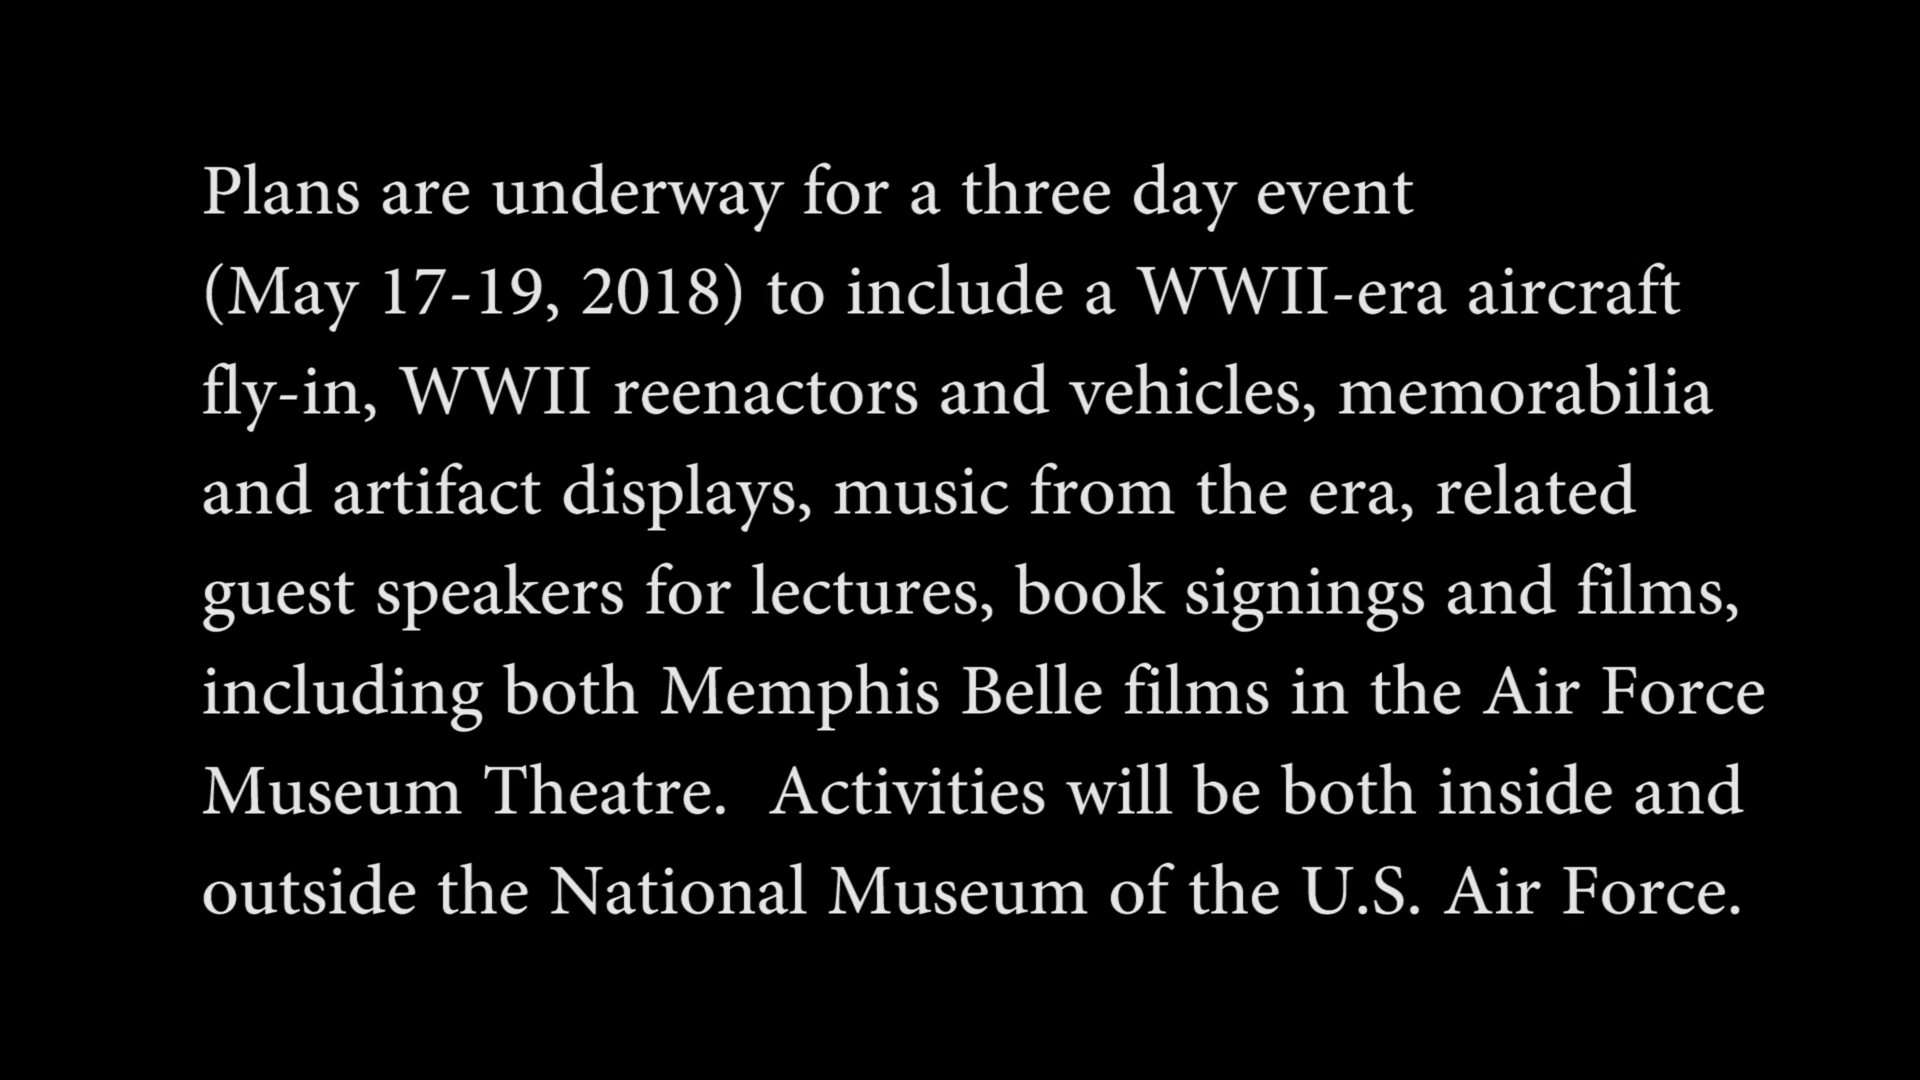 Plans are underway for a three day event
(May 17-19, 2018) to include a WWII-era aircraft
fly-in, WWII reenactors and vehicles, memorabilia
and artifact displays, music from the era, related
guest speakers for lectures, book signings and films,
including both Memphis Belle films in the Air Force
Museum Theatre.  Activities will be both inside and
outside the National Museum of the U.S. Air Force.